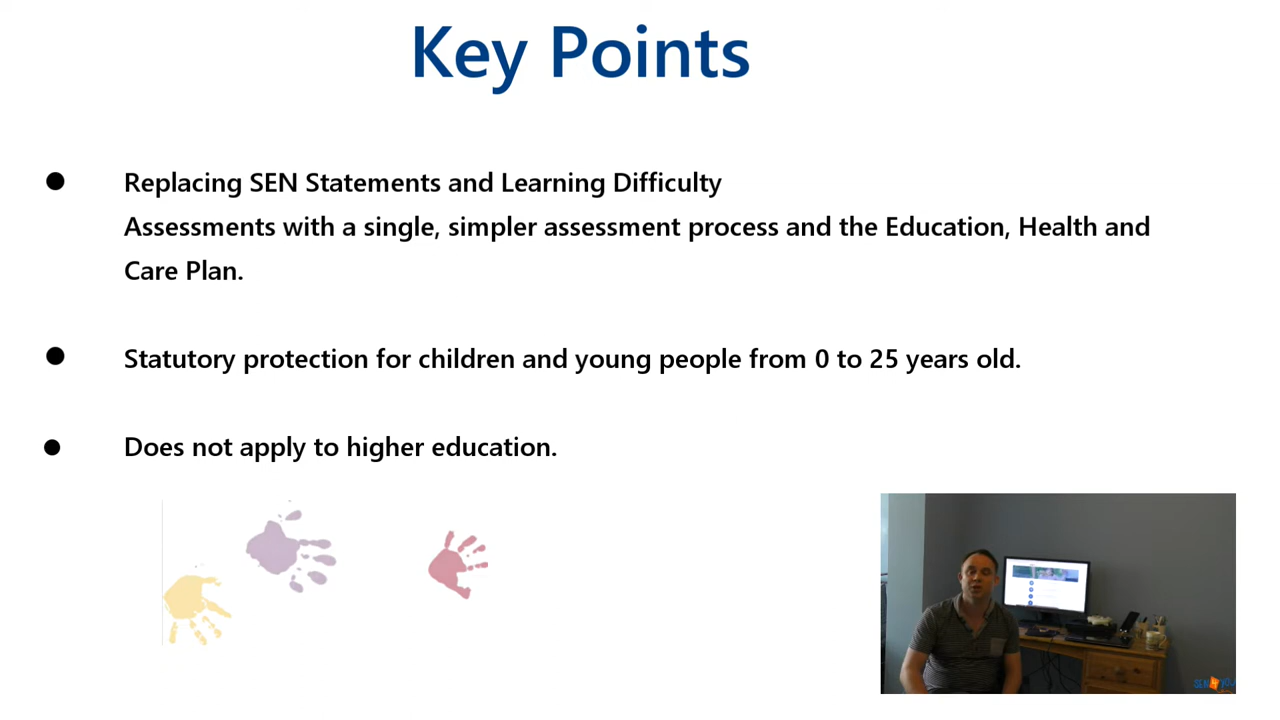 Key Points
● Replacing SEN Statements and Learning Difficulty
Assessments with a single, simpler assessment process and the Education, Health and
Care Plan.
● Statutory protection for children and young people from 0 to 25 years old.
● Does not apply to higher education.